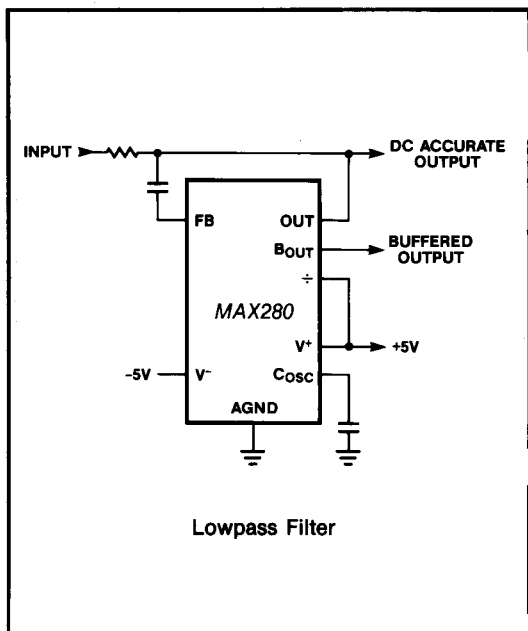 INPUT
DC ACCURATE
OUTPUT
FB
OUT
BOUT
BUFFERED
OUTPUT
÷
MAX280
V+
+5V
-5V
V-
COSC
AGND
Lowpass Filter